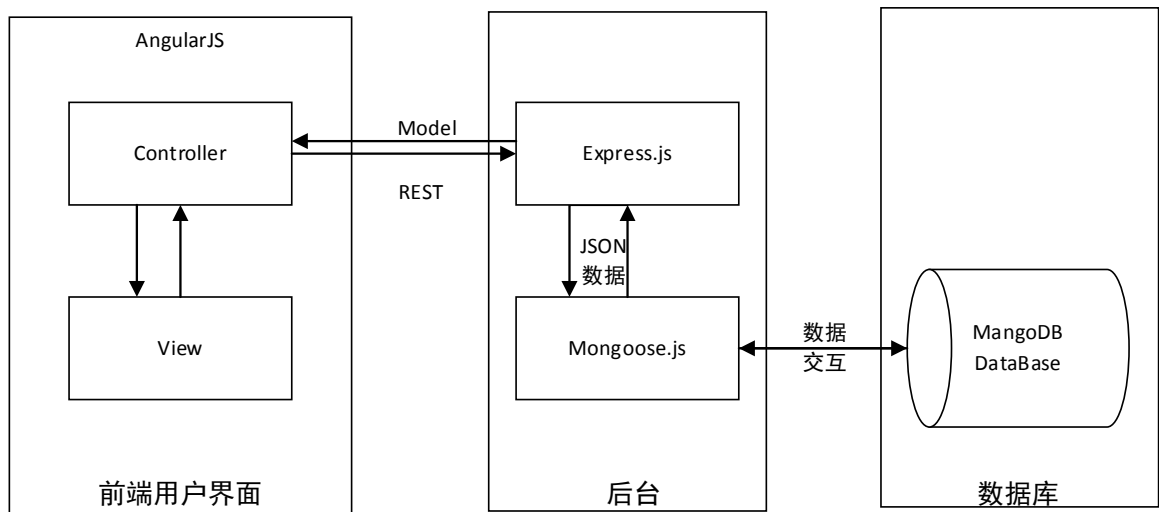 AngularJS
Controller
View
前端用户界面
Model
REST
Express.js
JSON
数据
Mongoose.js
后台
数据
交互
MangoDB
DataBase
数据库